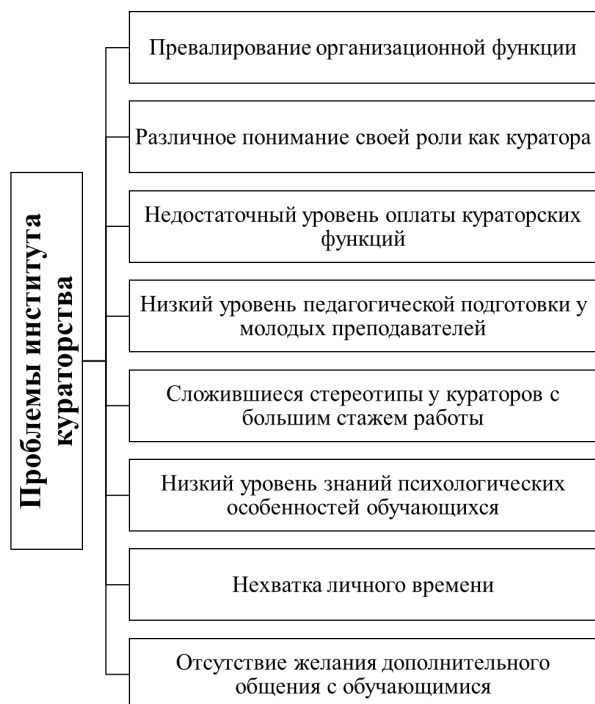 Проблемы института
кураторства
Превалирование организационной функции
Различное понимание своей роли как куратора
Недостаточный уровень оплаты кураторских
функций
Низкий уровень педагогической подготовки у
молодых преподавателей
Сложившиеся стереотипы у кураторов с
большим стажем работы
Низкий уровень знаний психологических
особенностей обучающихся
Нехватка личного времени
Отсутствие желания дополнительного
общения с обучающимися